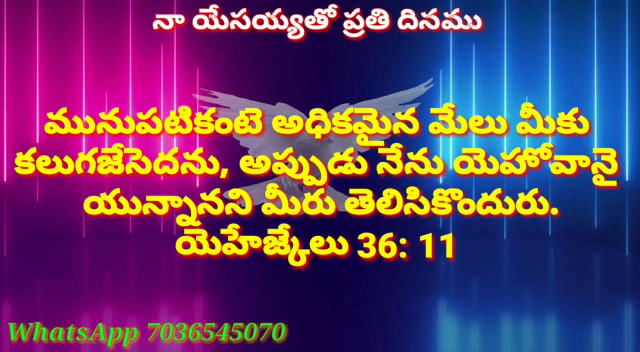 నా యేసయ్యతో ప్రతి దినము
మునుపటికంటె అధికమైన మేలు మీకు
కలుగజేసెదను, అప్పుడు నేను యెహోవానై
యున్నానని మీరు తెలిసికొందురు.
యెహేజ్కేలు 36: 11
WhatsApp 7036545070